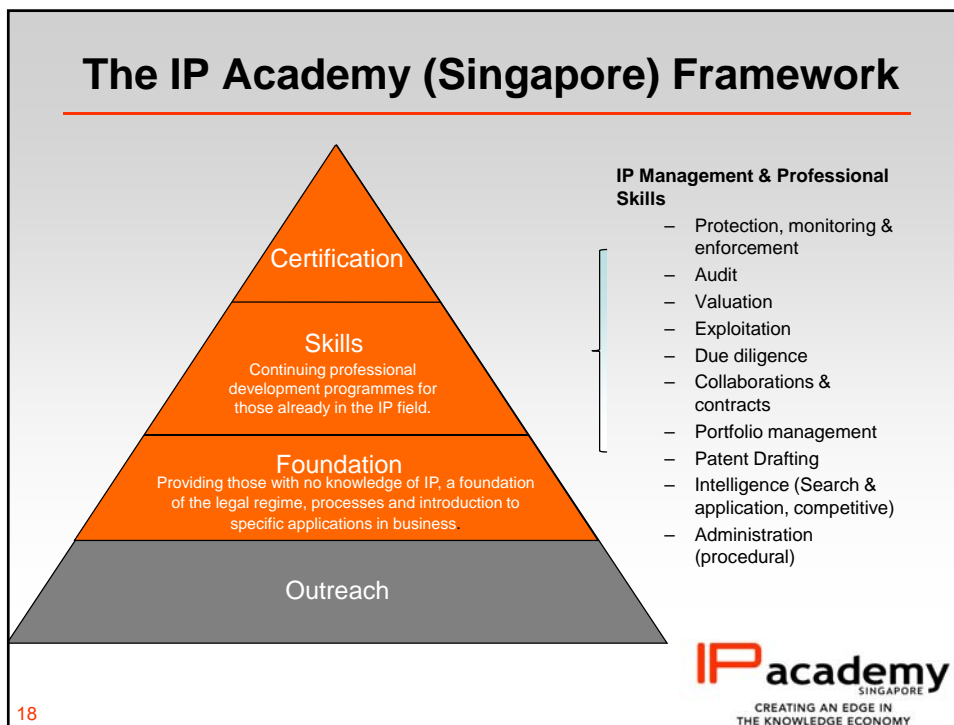 The IP Academy (Singapore) Framework
Certification
Skills
Continuing professional
development programmes for
those already in the IP field.
Foundation
Providing those with no knowledge of IP, a foundation
of the legal regime, processes and introduction to
specific applications in business.
Outreach
IP Management & Professional
Skills
– Protection, monitoring &
enforcement
– Audit
– Valuation
– Exploitation
– Due diligence
– Collaborations &
contracts
– Portfolio management
– Patent Drafting
– Intelligence (Search &
application, competitive)
– Administration
(procedural)
IP academy
SINGAPORE
CREATING AN EDGE IN
THE KNOWLEDGE ECONOMY
18